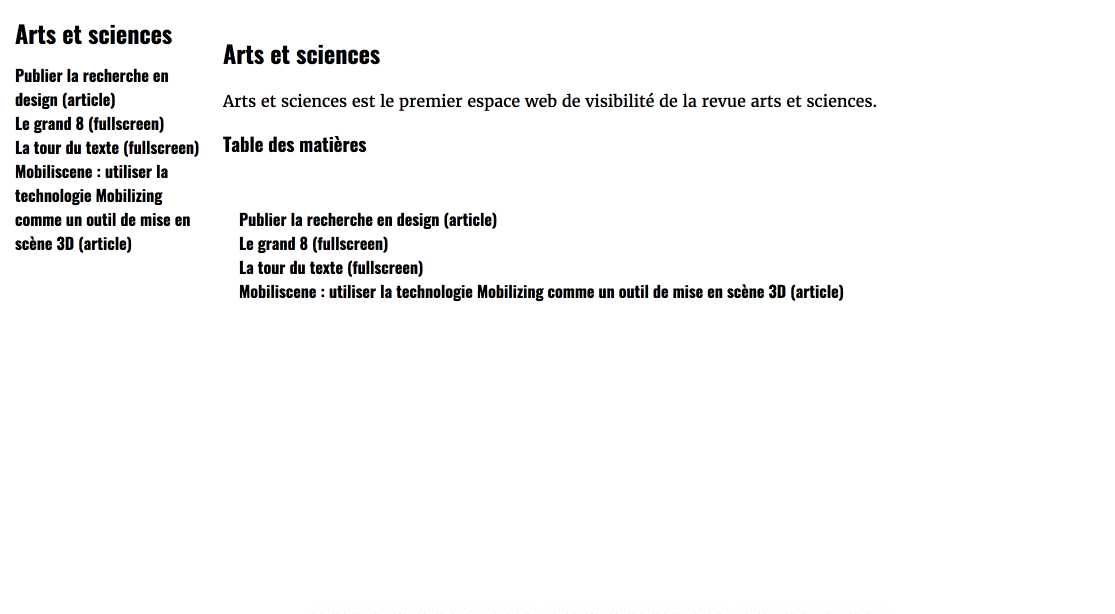 Arts et sciences
Publier la recherche en
design (article)
Le grand 8 (fullscreen)
La tour du texte (fullscreen)
Mobiliscene : utiliser la
technologie Mobilizing
comme un outil de mise en
scène 3D (article)
Arts et sciences
Arts et sciences est le premier espace web de visibilité de la revue arts et sciences.
Table des matières
Publier la recherche en design (article)
Le grand 8 (fullscreen)
La tour du texte (fullscreen)
Mobiliscene : utiliser la technologie Mobilizing comme un outil de mise en scène 3D (article)